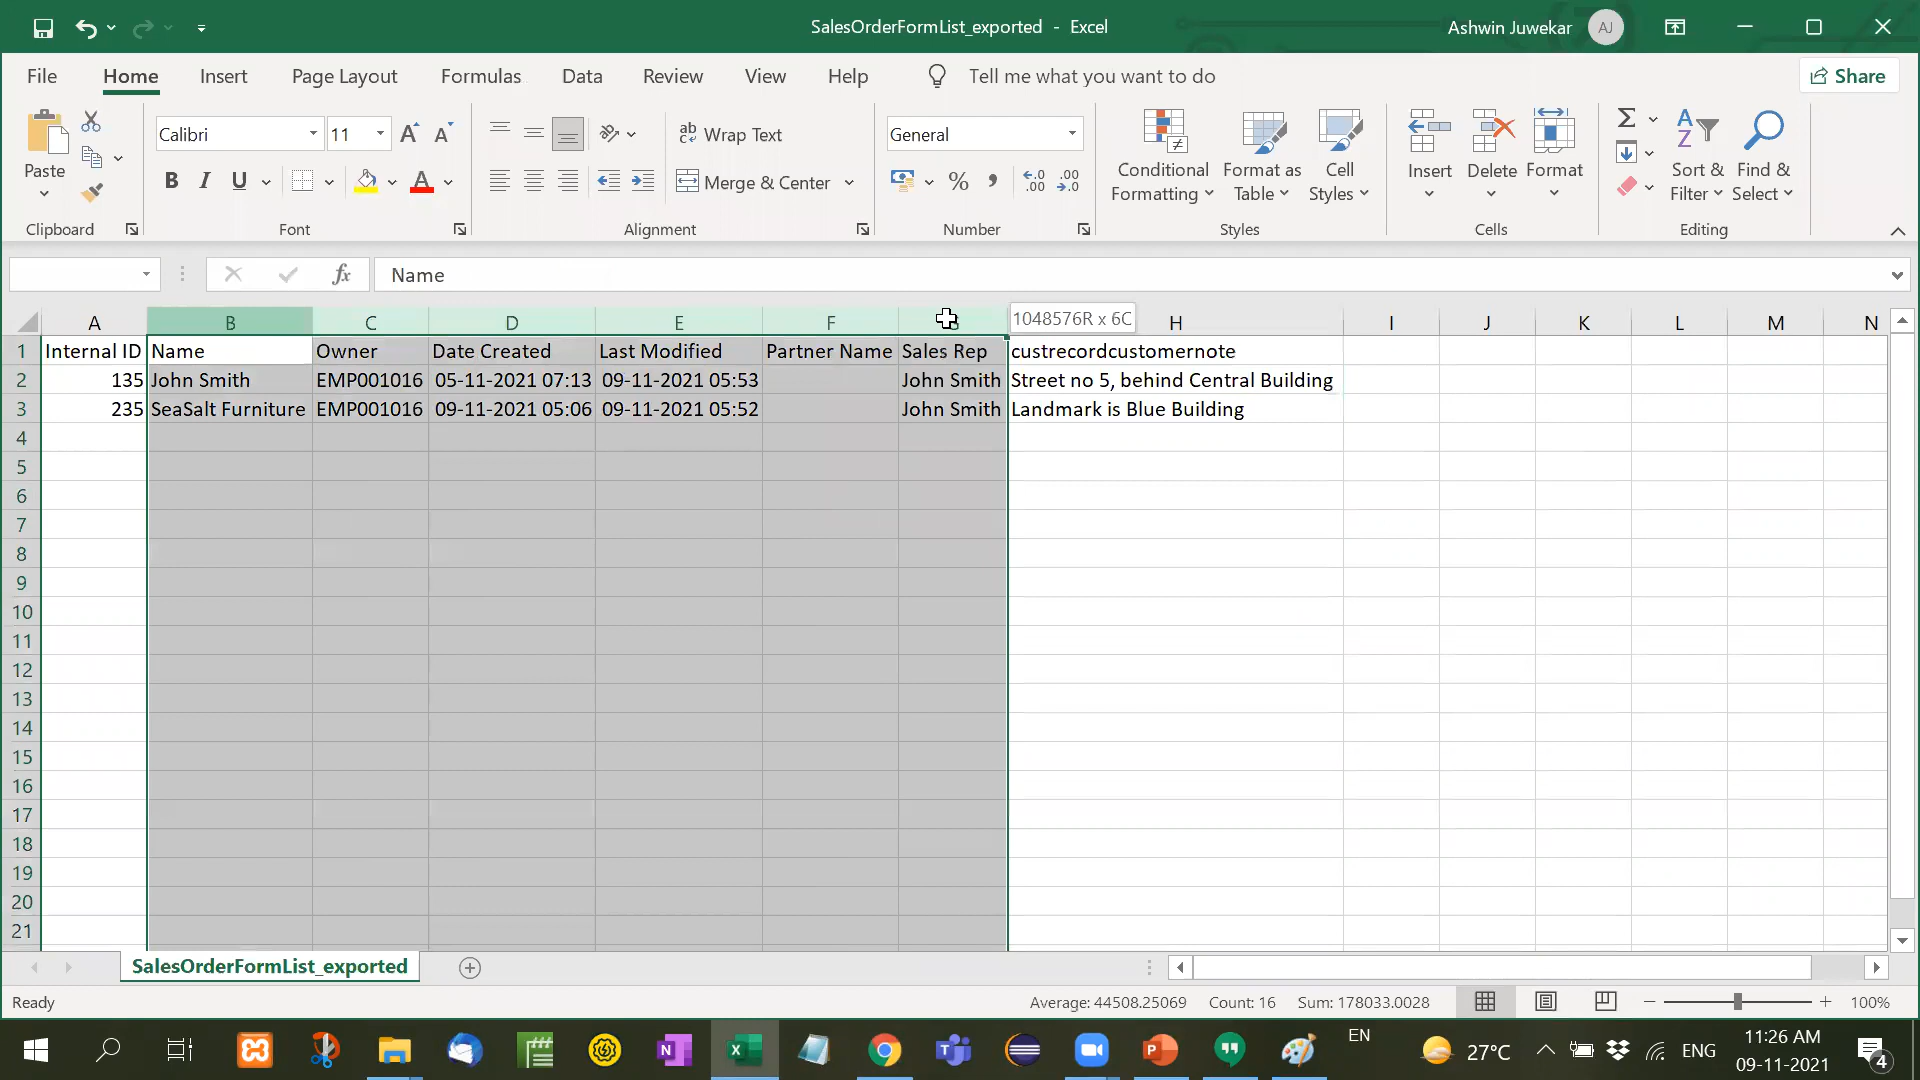 SalesOrderFormList_exported - Excel
Ashwin Juwekar AJ
File Home Insert Page Layout Formulas Data Review View Help Tell me what you want to do Share
Paste
Clipboard
Calibri 11 A A
B I U A
Font
ab Wrap Text
Merge & Center
Alignment
General
% , .00 .00
Number
Conditional Formatting
Format as Table
Cell Styles
Styles
Insert Delete Format
Cells
Sort & Filter
Find & Select
Editing
fx Name
A B C D E F G 1048576R x 6C H I J K L M N
1 Internal ID Name Owner Date Created Last Modified Partner Name Sales Rep custrecordcustomernote
2 135 John Smith EMP001016 05-11-2021 07:13 09-11-2021 05:53 John Smith Street no 5, behind Central Building
3 235 SeaSalt Furniture EMP001016 09-11-2021 05:06 09-11-2021 05:52 John Smith Landmark is Blue Building
4
5
6
7
8
9
10
11
12
13
14
15
16
17
18
19
20
21
SalesOrderFormList_exported
Ready Average: 44508.25069 Count: 16 Sum: 178033.0028 100%
EN 27°C ENG 11:26 AM
09-11-2021 4